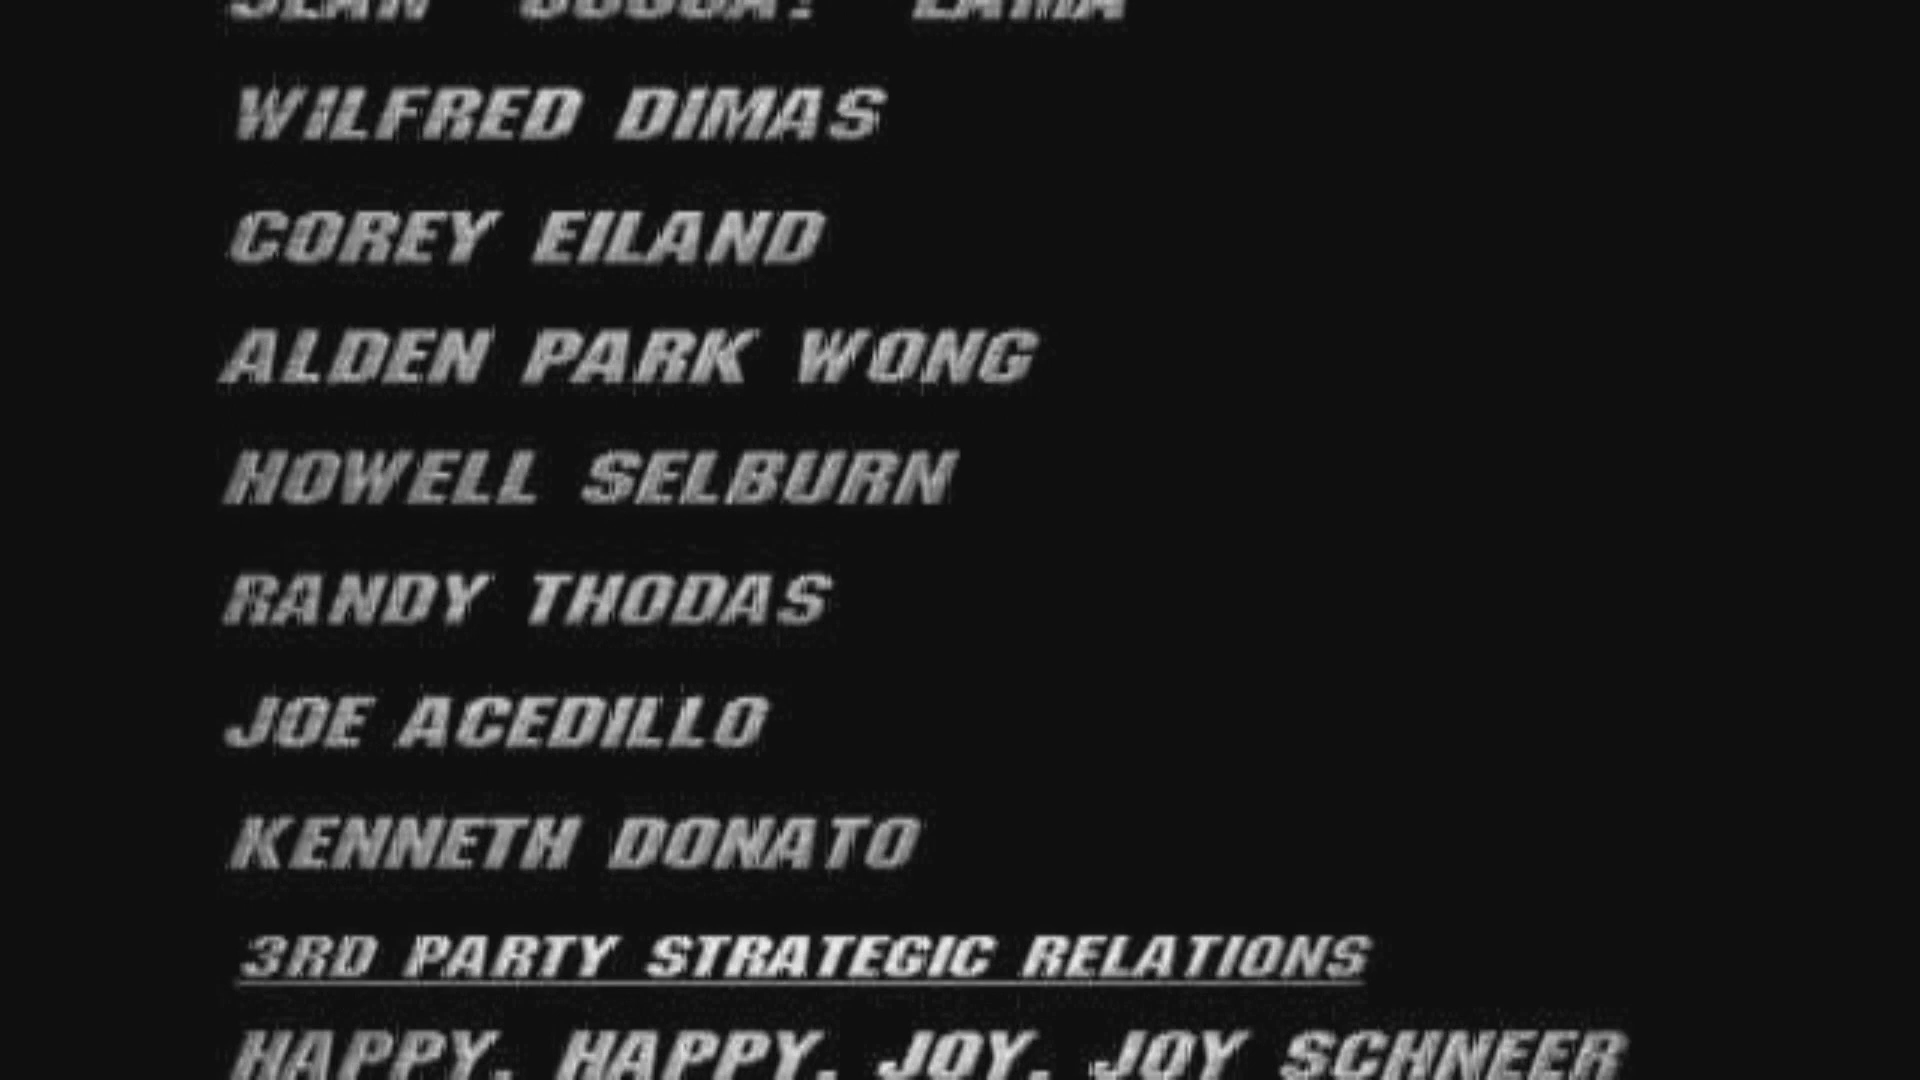 WILFRED DIMAS
COREY EILAND
ALDEN PARK WONG
HOWELL SELBURN
RANDY THODAS
JOE ACEDILLO
KENNETH DONATO
3RD PARTY STRATEGIC RELATIONS
HAPPY, HAPPY, JOY, JOY SCHNEER